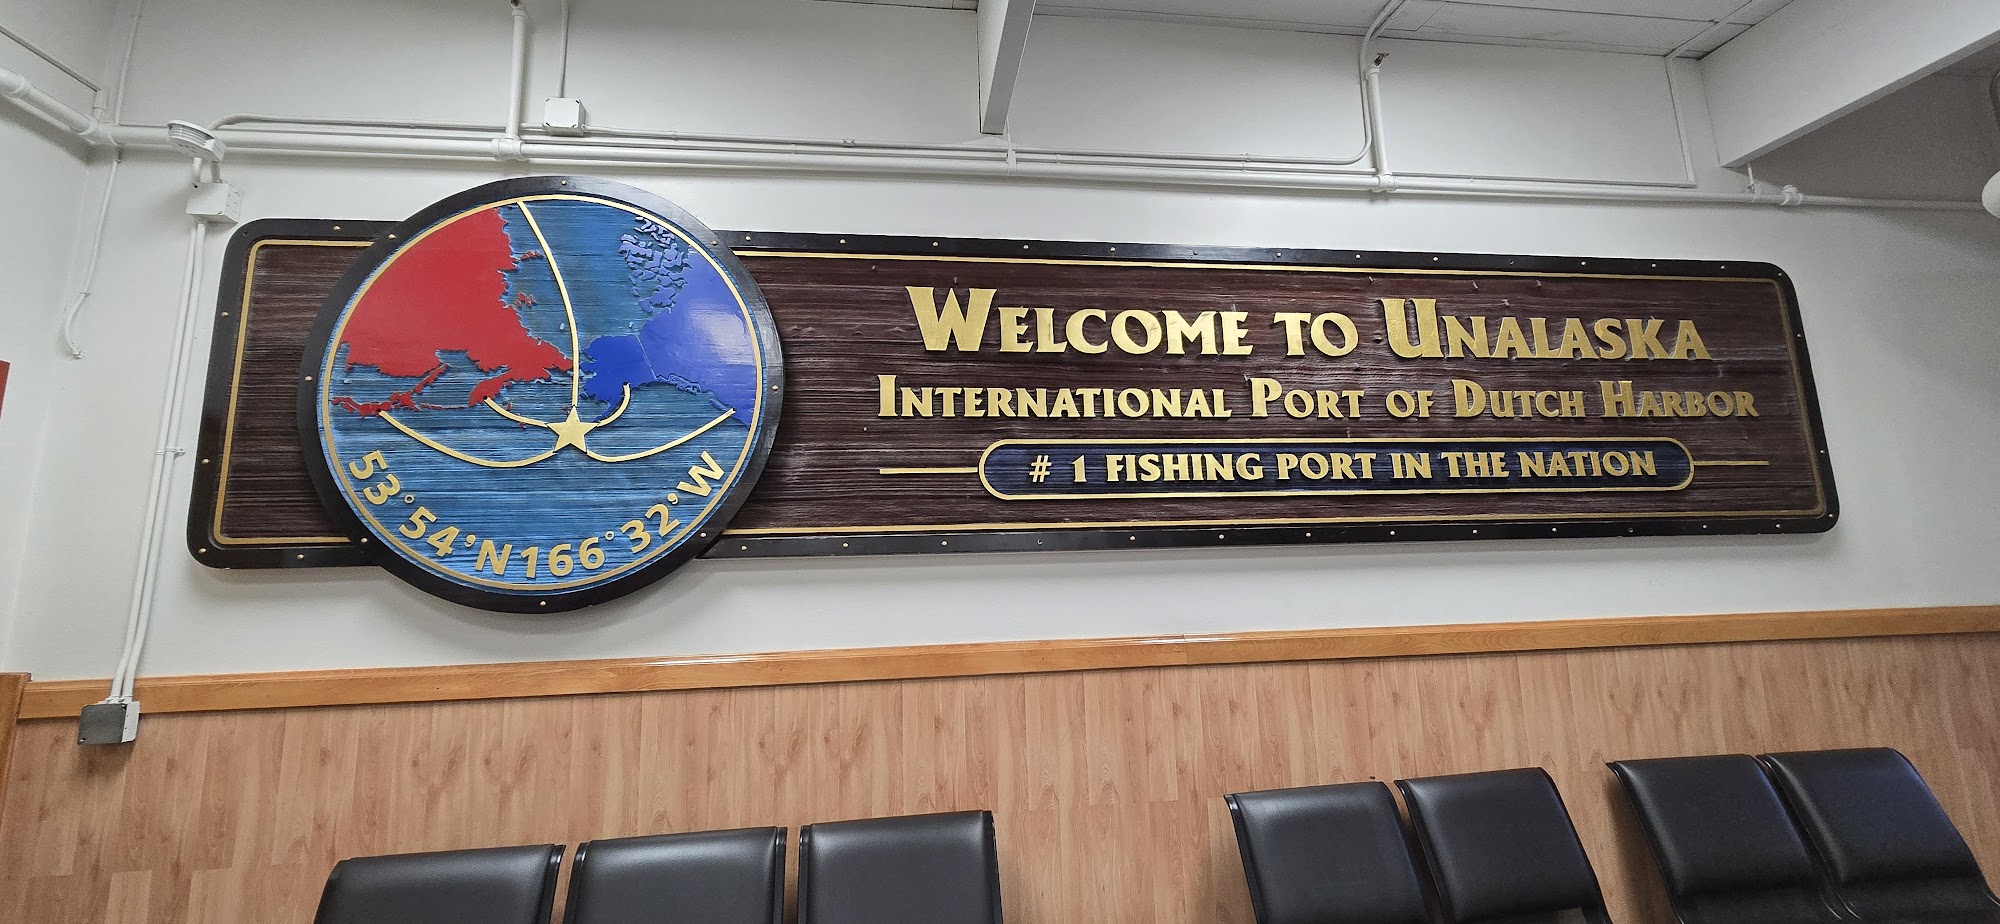 53°54'N166°32'W
WELCOME TO UNALASKA
INTERNATIONAL PORT OF DUTCH HARBOR
# 1 FISHING PORT IN THE NATION